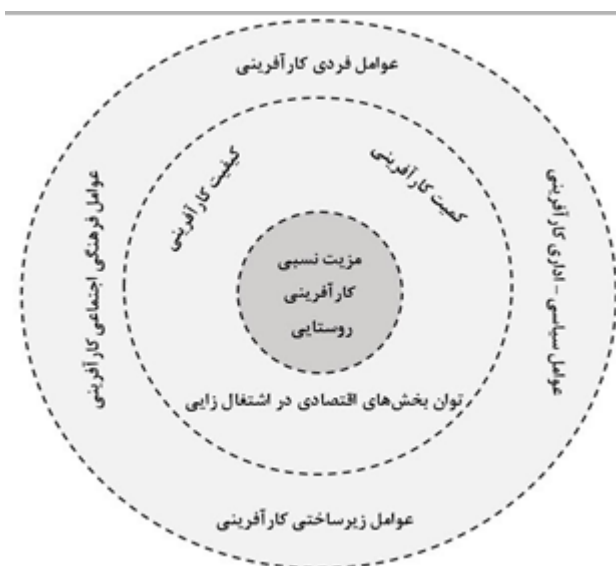 عوامل فردی کارآفرینی
کمیت کارآفرینی
کیفیت کارآفرینی
عوامل سیاسی – اداری کارآفرینی
عوامل فرهنگی اجتماعی کارآفرینی
مزیت نسبی
کارآفرینی
روستایی
توان بخش‌های اقتصادی در اشتغال زایی
عوامل زیرساختی کارآفرینی